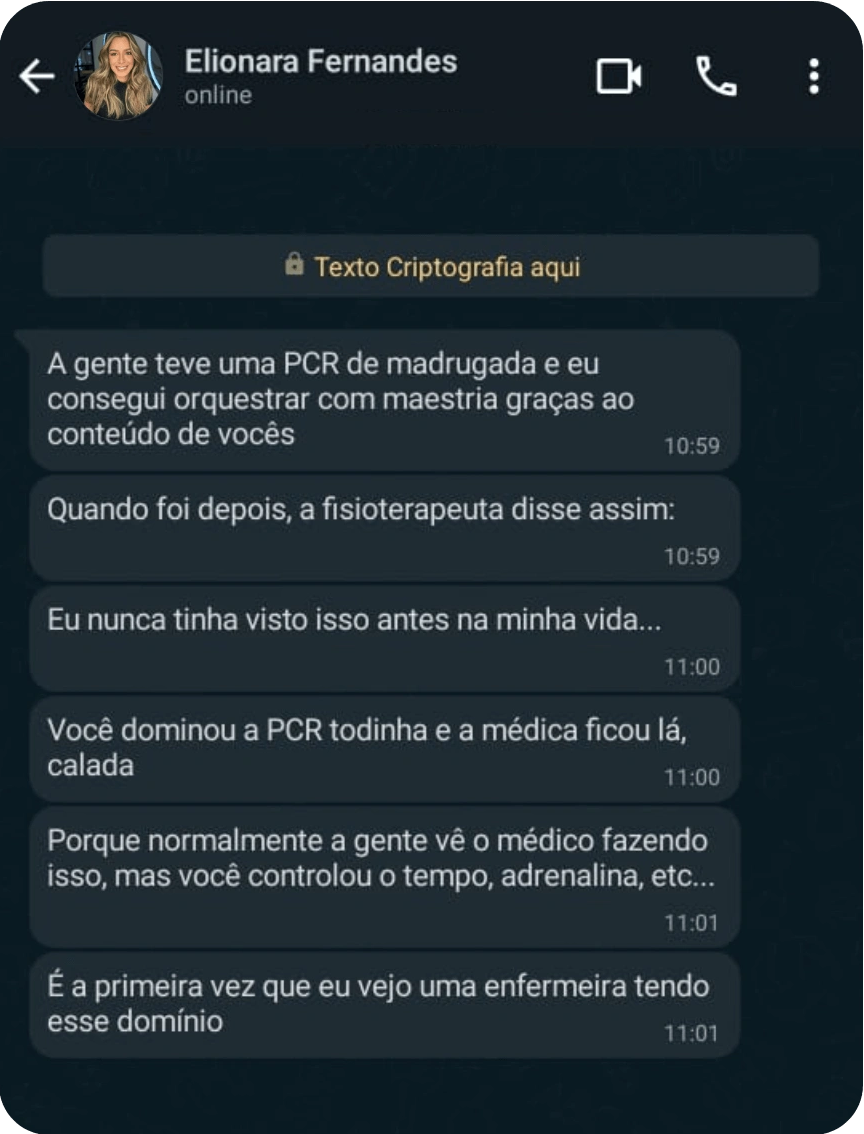 Elionara Fernandes
online
Texto Criptografia aqui
A gente teve uma PCR de madrugada e eu
consegui orquestrar com maestria graças ao
conteúdo de vocês
10:59
Quando foi depois, a fisioterapeuta disse assim:
10:59
Eu nunca tinha visto isso antes na minha vida...
11:00
Você dominou a PCR todinha e a médica ficou lá,
calada
11:00
Porque normalmente a gente vê o médico fazendo
isso, mas você controlou o tempo, adrenalina, etc...
11:01
É a primeira vez que eu vejo uma enfermeira tendo
esse domínio
11:01